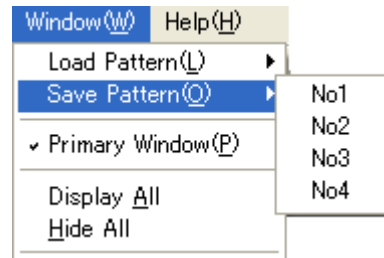 Window(W) Help(H)
Load Pattern(L)
Save Pattern(O)
No1
No2
No3
No4
Primary Window(P)
Display All
Hide All